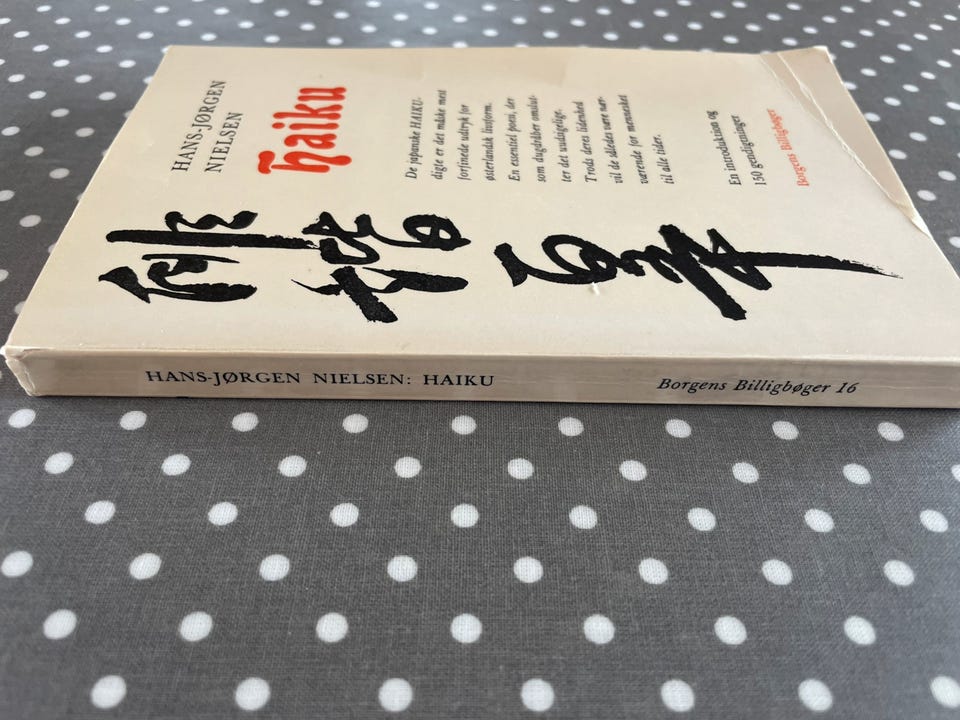 HANS-JØRGEN
NIELSEN
haiku
De japanske HAIKU-
digte er det måske mest
forfinede udtryk for
østerlandsk livsform.
En essentiel poesi, der
som dugdråber omslut-
ter det uudsigelige.
Trods deres lidenhed
vil de således være nær-
værende for mennesket
til alle tider.
En introduktion og
150 gendigtninger
Borgens Billigbøger
HANS-JØRGEN NIELSEN: HAIKU
Borgens Billigbøger 16